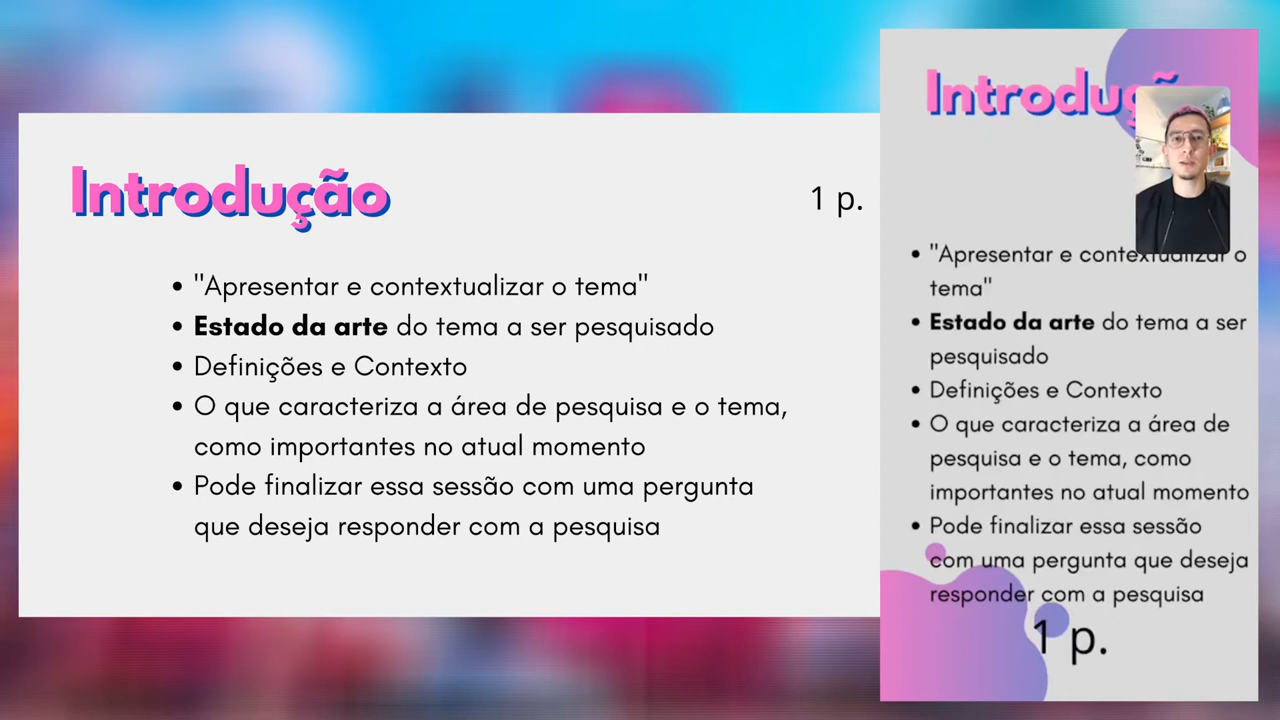 Introdução
1 p.
• "Apresentar e contextualizar o tema"
• Estado da arte do tema a ser pesquisado
• Definições e Contexto
• O que caracteriza a área de pesquisa e o tema,
como importantes no atual momento
• Pode finalizar essa sessão com uma pergunta
que deseja responder com a pesquisa
Introdução
• "Apresentar e contextualizar o
tema"
• Estado da arte do tema a ser
pesquisado
• Definições e Contexto
• O que caracteriza a área de
pesquisa e o tema, como
importantes no atual momento
• Pode finalizar essa sessão
com uma pergunta que deseja
responder com a pesquisa
1 p.